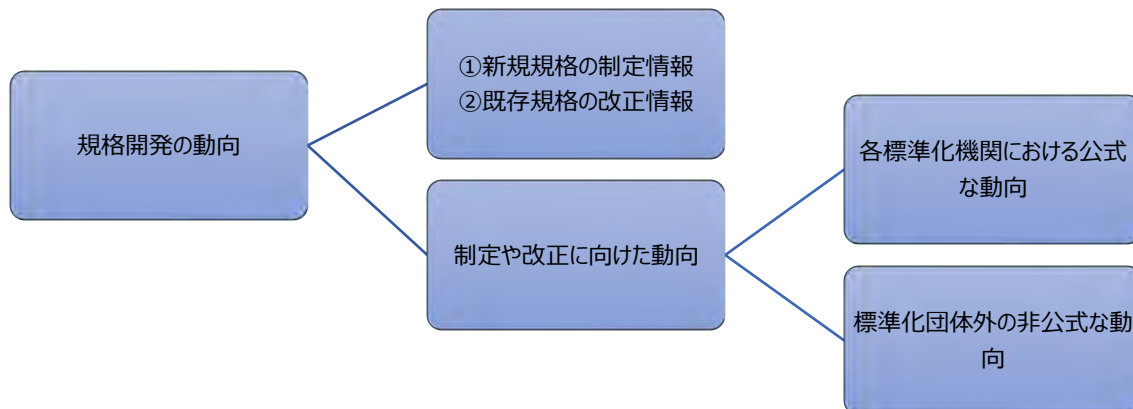 規格開発の動向
①新規規格の制定情報
②既存規格の改正情報
制定や改正に向けた動向
各標準化機関における公式
な動向
標準化団体外の非公式な動
向